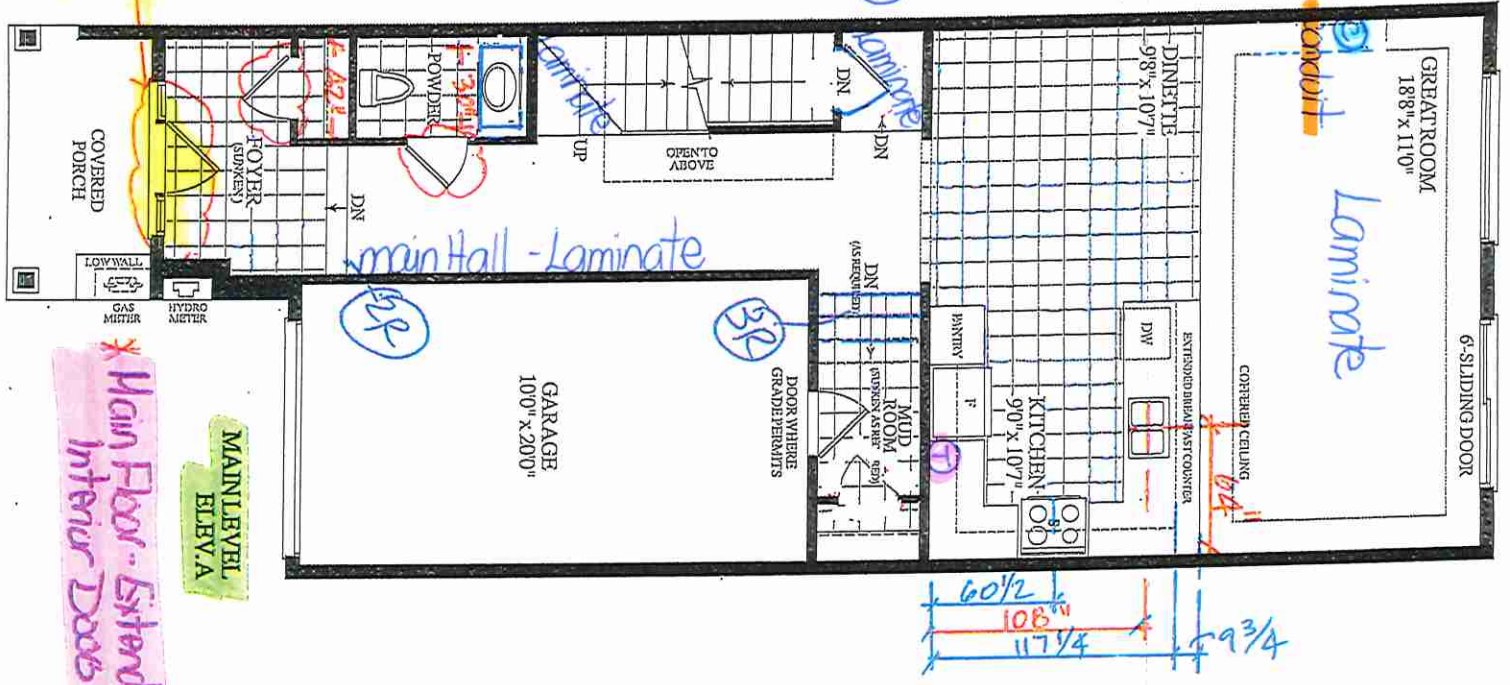 GREATROOM
18'8" x 11'0"
Laminate
6'-SLIDING DOOR
COFFERED CEILING
64"
DINETTE
9'8" x 10'7"
EXTENDED BREAKFAST COUNTER
DW
PANTRY
F
KITCHEN
9'0" x 10'7"
S
T
60 1/2
108"
117 1/4
9 3/4
Laminate
DN
DN
Laminate
OPEN TO
ABOVE
UP
POWDER
FOYER
(SUNKEN)
DN
main Hall - Laminate
DN
(AS REQUIRED)
MUD
ROOM
3R
2R
DOOR WHERE
GRADE PERMITS
GARAGE
10'0" x 20'0"
COVERED
PORCH
LOW WALL
GAS
METER
HYDRO
METER
MAIN LEVEL
ELEV. A
* Main Floor - Extend
Interior Doors